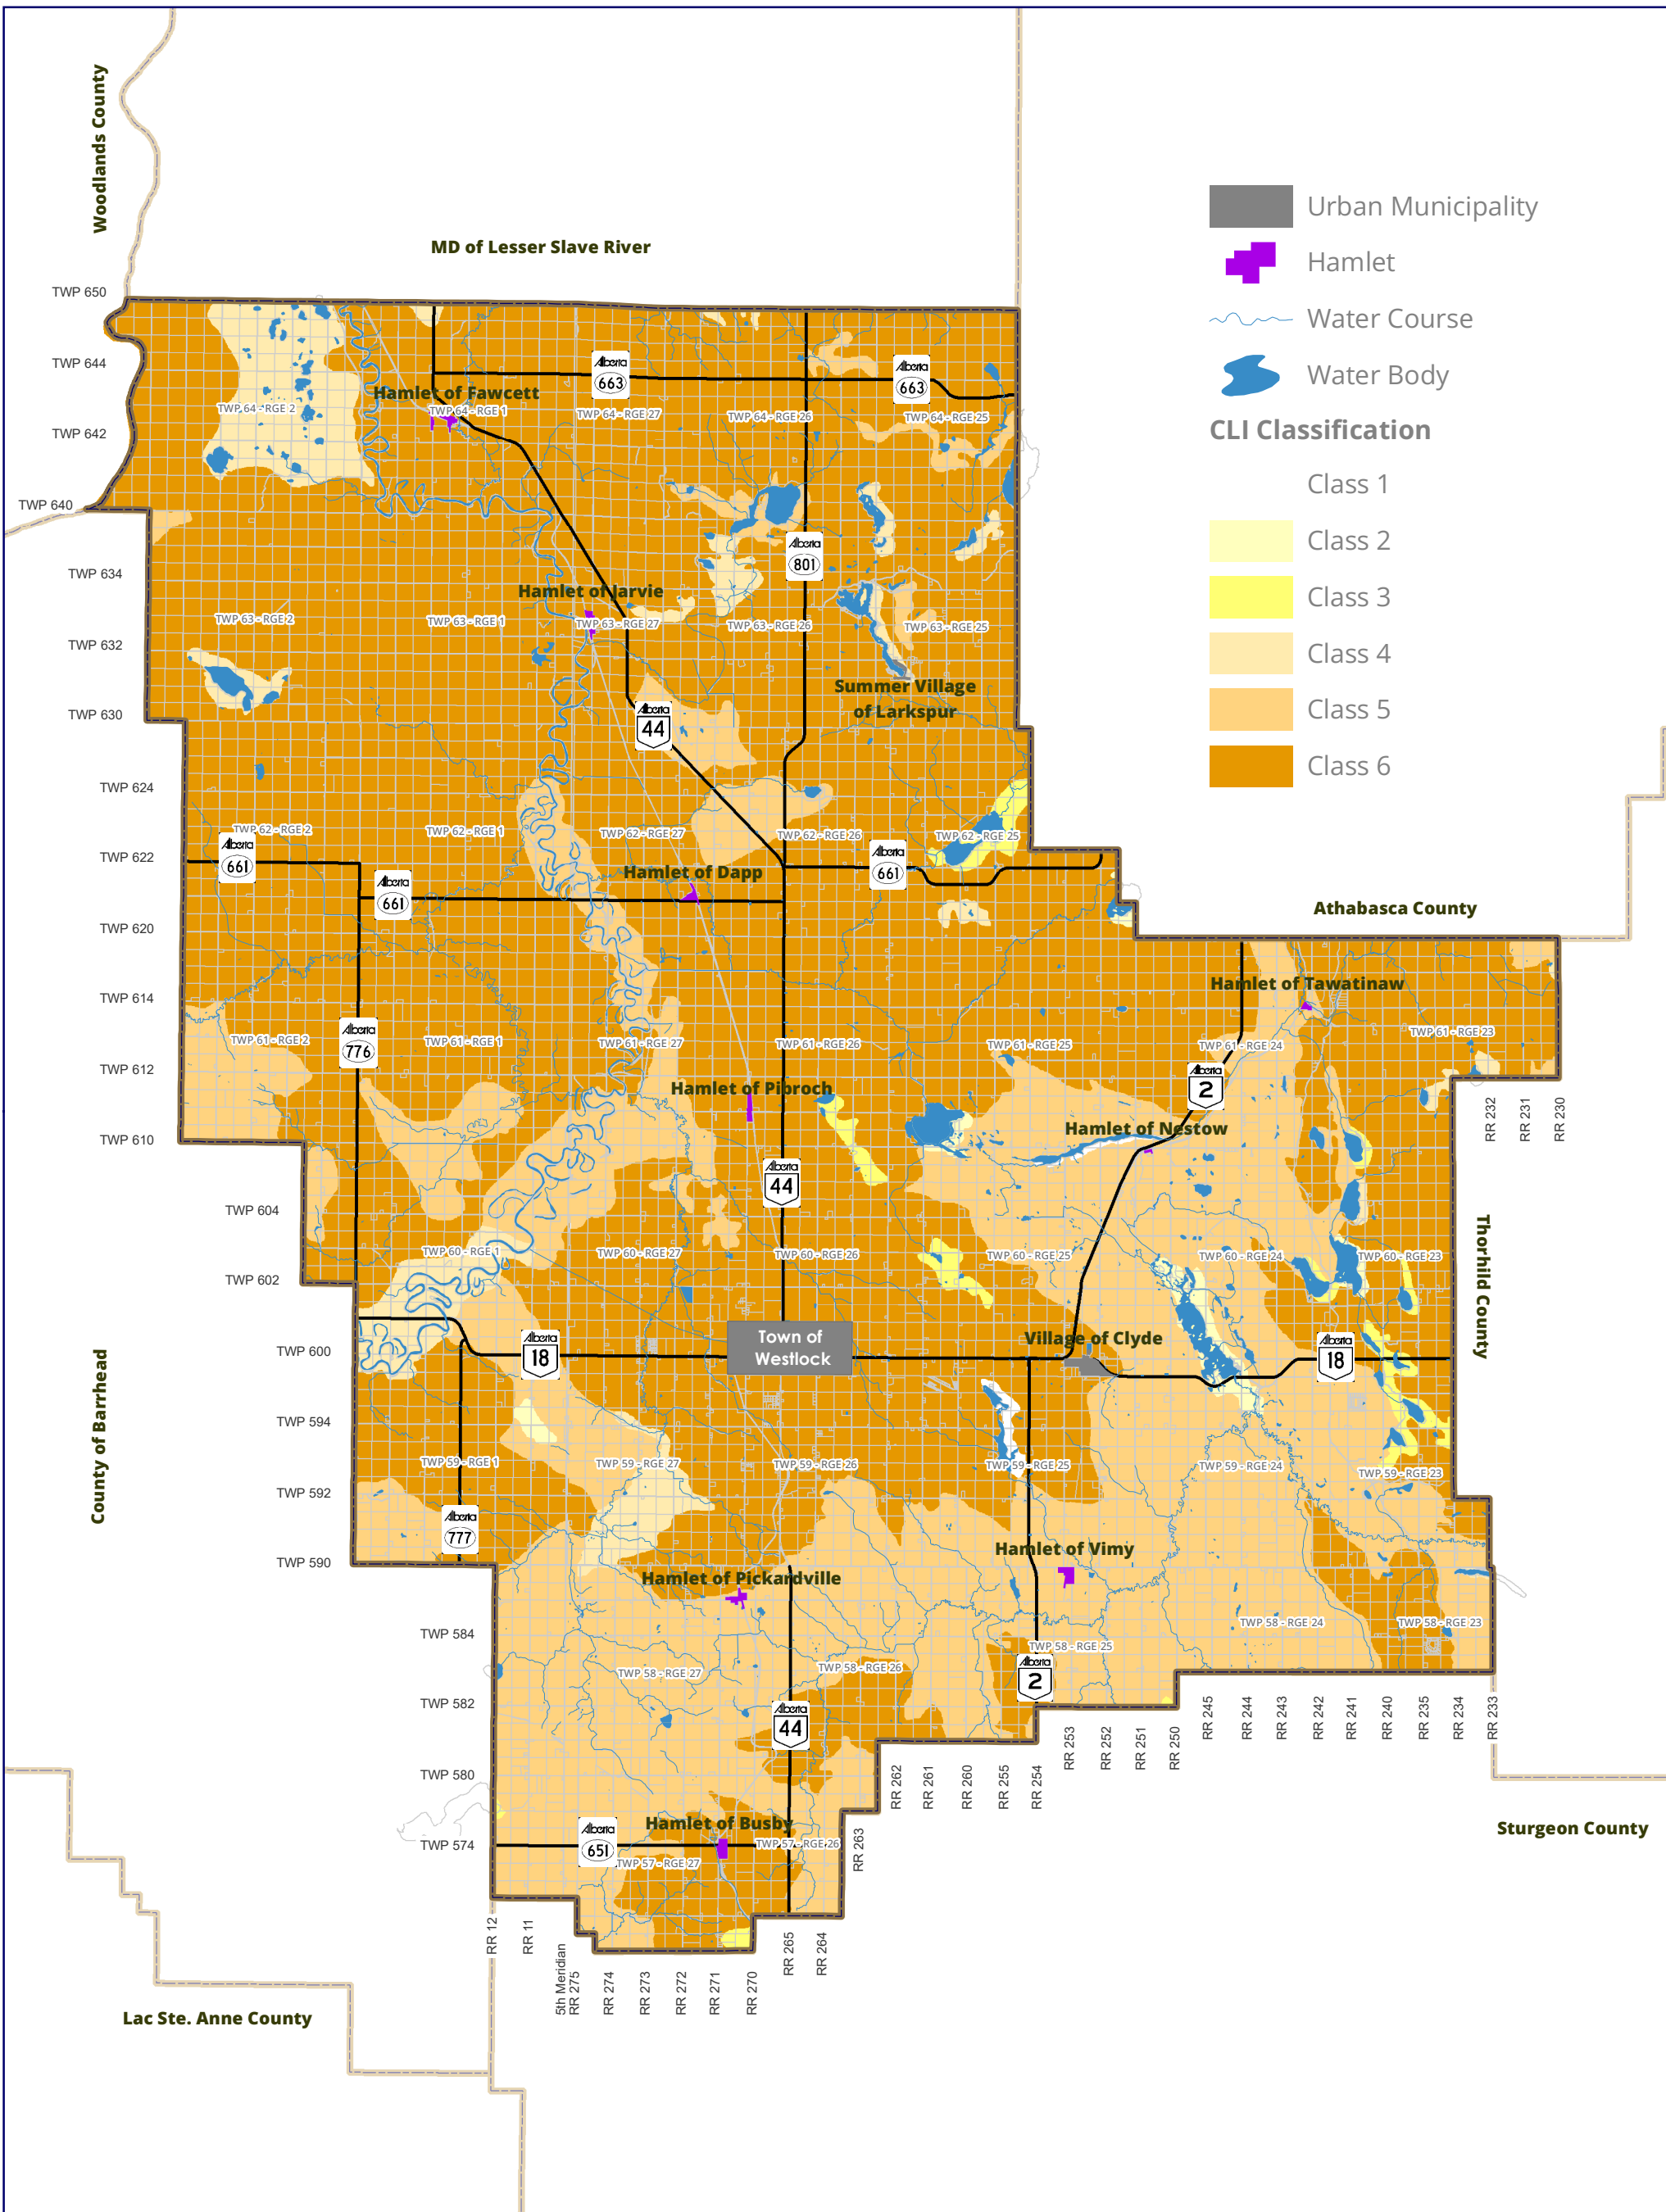 Woodlands County
MD of Lesser Slave River
Urban Municipality
Hamlet
Water Course
Water Body
CLI Classification
Class 1
Class 2
Class 3
Class 4
Class 5
Class 6
TWP 650
TWP 644
TWP 642
TWP 640
TWP 634
TWP 632
TWP 630
TWP 624
TWP 622
TWP 620
TWP 614
TWP 612
TWP 610
TWP 604
TWP 602
TWP 600
TWP 594
TWP 592
TWP 590
TWP 584
TWP 582
TWP 580
TWP 574
Alberta
663
Alberta
663
Hamlet of Fawcett
TWP 64 - RGE 2
TWP 64 - RGE 1
TWP 64 - RGE 27
TWP 64 - RGE 26
TWP 64 - RGE 25
Alberta
801
Hamlet of Jarvie
TWP 63 - RGE 2
TWP 63 - RGE 1
TWP 63 - RGE 27
TWP 63 - RGE 26
TWP 63 - RGE 25
Summer Village
of Larkspur
Alberta
44
TWP 62 - RGE 2
TWP 62 - RGE 1
TWP 62 - RGE 27
TWP 62 - RGE 26
TWP 62 - RGE 25
Alberta
661
Alberta
661
Alberta
661
Hamlet of Dapp
Athabasca County
Hamlet of Tawatinaw
TWP 61 - RGE 2
TWP 61 - RGE 1
TWP 61 - RGE 27
TWP 61 - RGE 26
TWP 61 - RGE 25
TWP 61 - RGE 24
TWP 61 - RGE 23
Alberta
776
Alberta
2
Hamlet of Pibroch
Hamlet of Nestow
RR 232
RR 231
RR 230
Alberta
44
TWP 60 - RGE 1
TWP 60 - RGE 27
TWP 60 - RGE 26
TWP 60 - RGE 25
TWP 60 - RGE 24
TWP 60 - RGE 23
Thorhild County
Town of
Westlock
Village of Clyde
Alberta
18
Alberta
18
County of Barrhead
TWP 59 - RGE 1
TWP 59 - RGE 27
TWP 59 - RGE 26
TWP 59 - RGE 25
TWP 59 - RGE 24
TWP 59 - RGE 23
Alberta
777
Hamlet of Vimy
Hamlet of Pickardville
TWP 58 - RGE 27
TWP 58 - RGE 26
TWP 58 - RGE 25
TWP 58 - RGE 24
TWP 58 - RGE 23
Alberta
2
Alberta
44
RR 253
RR 252
RR 251
RR 250
RR 245
RR 244
RR 243
RR 242
RR 241
RR 240
RR 235
RR 234
RR 233
RR 262
RR 261
RR 260
RR 255
RR 254
RR 263
Hamlet of Busby
Alberta
651
TWP 57 - RGE 27
TWP 57 - RGE 26
Sturgeon County
RR 12
RR 11
5th Meridian
RR 275
RR 274
RR 273
RR 272
RR 271
RR 270
RR 265
RR 264
Lac Ste. Anne County